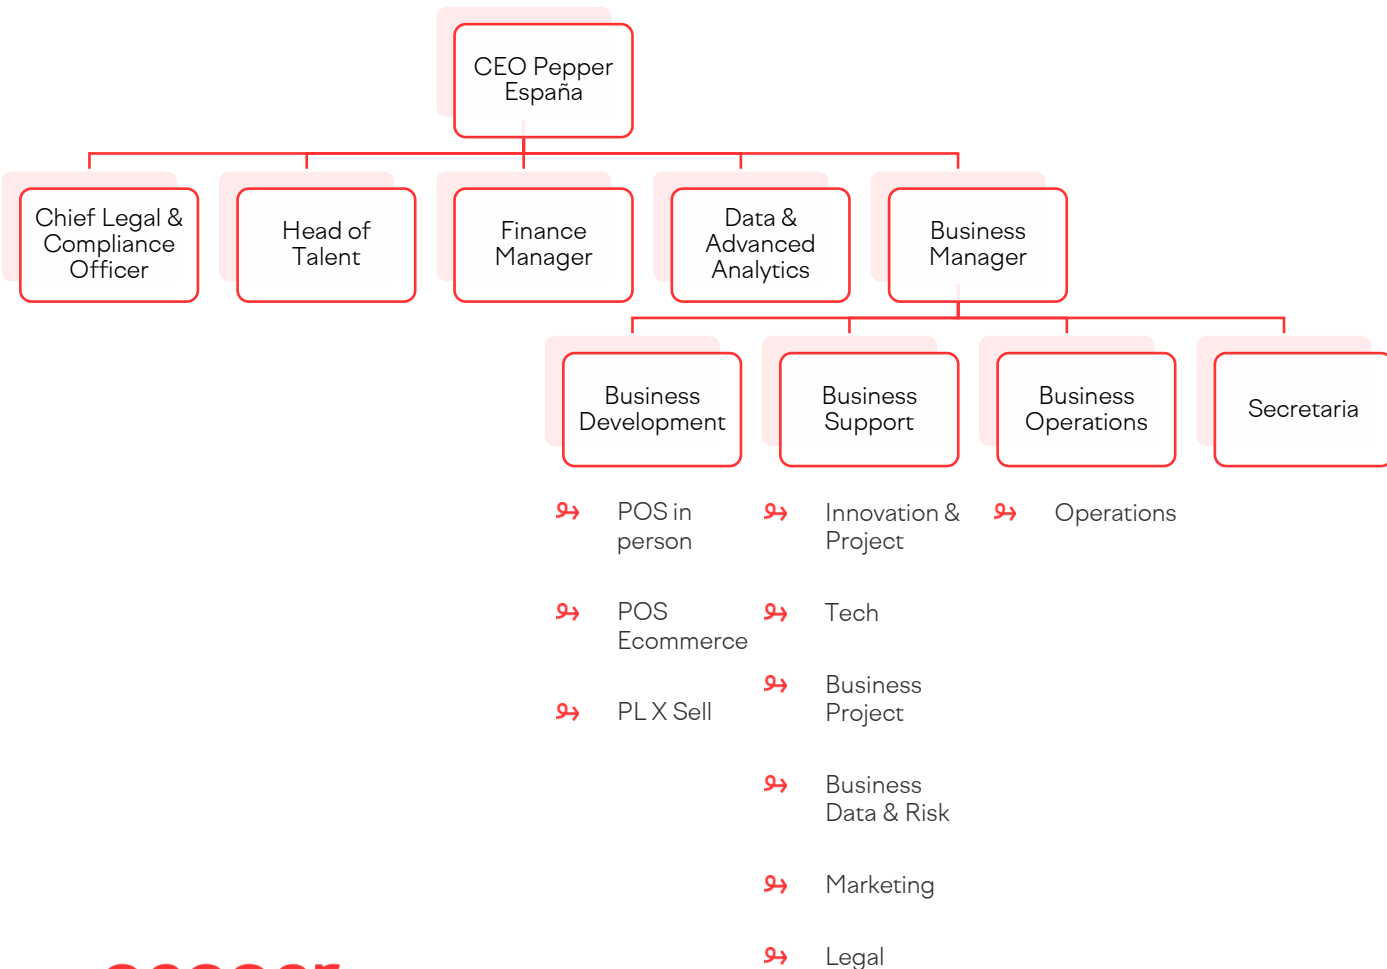 CEO Pepper
España
Chief Legal &
Compliance
Officer
Head of
Talent
Finance
Manager
Data &
Advanced
Analytics
Business
Manager
Business
Development
Business
Support
Business
Operations
Secretaria
POS in
person
POS
Ecommerce
PL X Sell
Innovation &
Project
Tech
Business
Project
Business
Data & Risk
Marketing
Legal
Operations